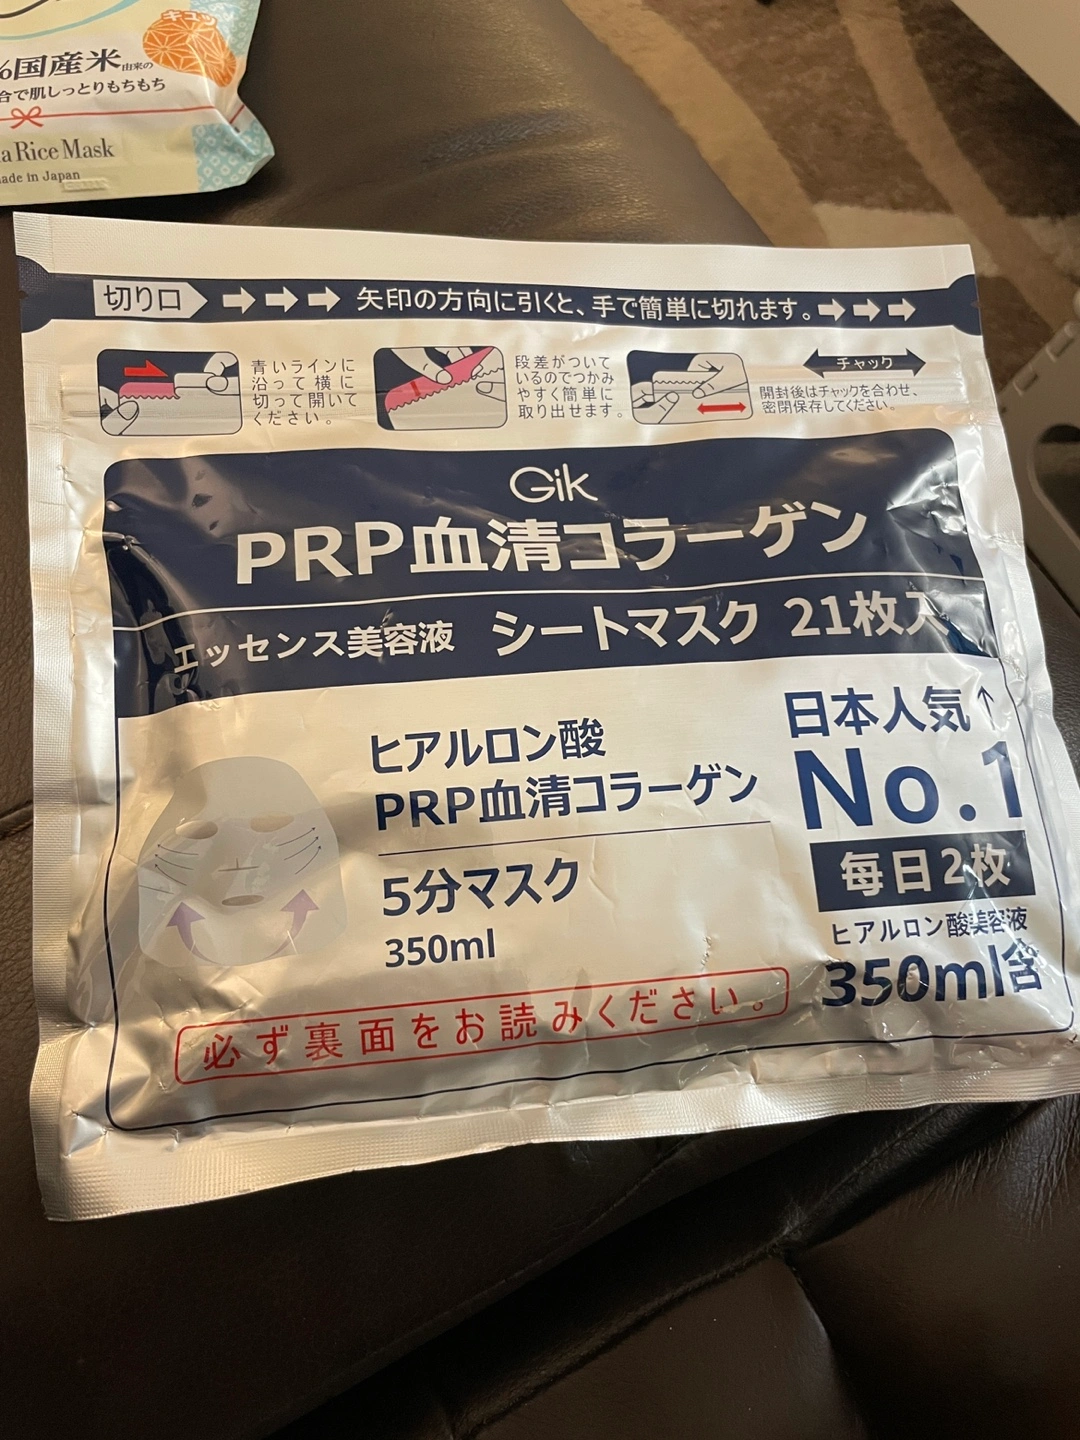 キュッ
%国産米由来の
合で肌しっとりもちもち
a Rice Mask
ade in Japan
切り口
矢印の方向に引くと、手で簡単に切れます。
青いラインに
沿って横に
切って開いて
ください。
段差がついて
いるのでつかみ
やすく簡単に
取り出せます。
チャック
開封後はチャックを合わせ、
密閉保存してください。
Gik
PRP血清コラーゲン
エッセンス美容液 シートマスク 21枚入
ヒアルロン酸
PRP血清コラーゲン
5分マスク
350ml
日本人気↑
No.1
毎日2枚
ヒアルロン酸美容液
350ml含
必ず裏面をお読みください。